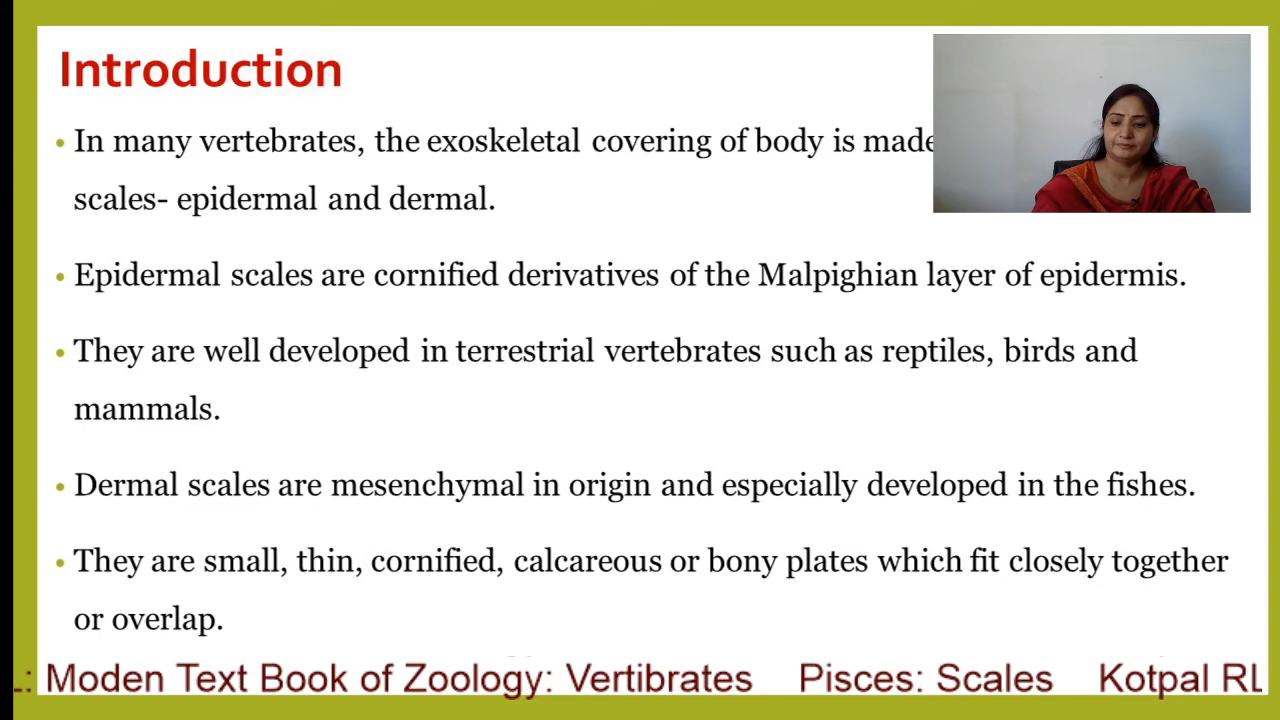 Introduction
• In many vertebrates, the exoskeletal covering of body is made
scales- epidermal and dermal.
• Epidermal scales are cornified derivatives of the Malpighian layer of epidermis.
• They are well developed in terrestrial vertebrates such as reptiles, birds and
mammals.
• Dermal scales are mesenchymal in origin and especially developed in the fishes.
• They are small, thin, cornified, calcareous or bony plates which fit closely together
or overlap.
L: Moden Text Book of Zoology: Vertibrates Pisces: Scales Kotpal RL